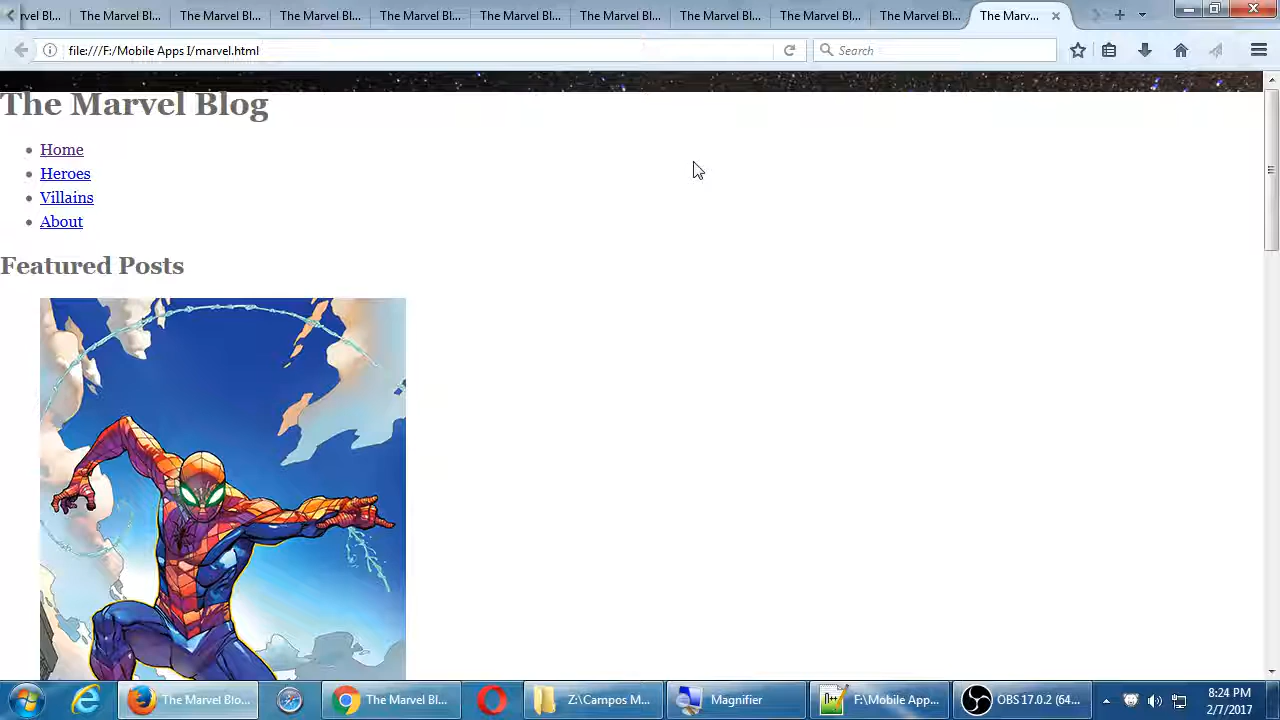 rvel Blo...
The Marvel Bl...
The Marvel Bl...
The Marvel Bl...
The Marvel Bl...
The Marvel Bl...
The Marvel Bl...
The Marvel Bl...
The Marvel Bl...
The Marvel Bl...
The Marv...
file:///F:/Mobile Apps I/marvel.html
Search
The Marvel Blog
Home
Heroes
Villains
About
Featured Posts
The Marvel Blo...
The Marvel Bl...
Z:\Campos M...
Magnifier
F:\Mobile App...
OBS 17.0.2 (64...
8:24 PM
2/7/2017